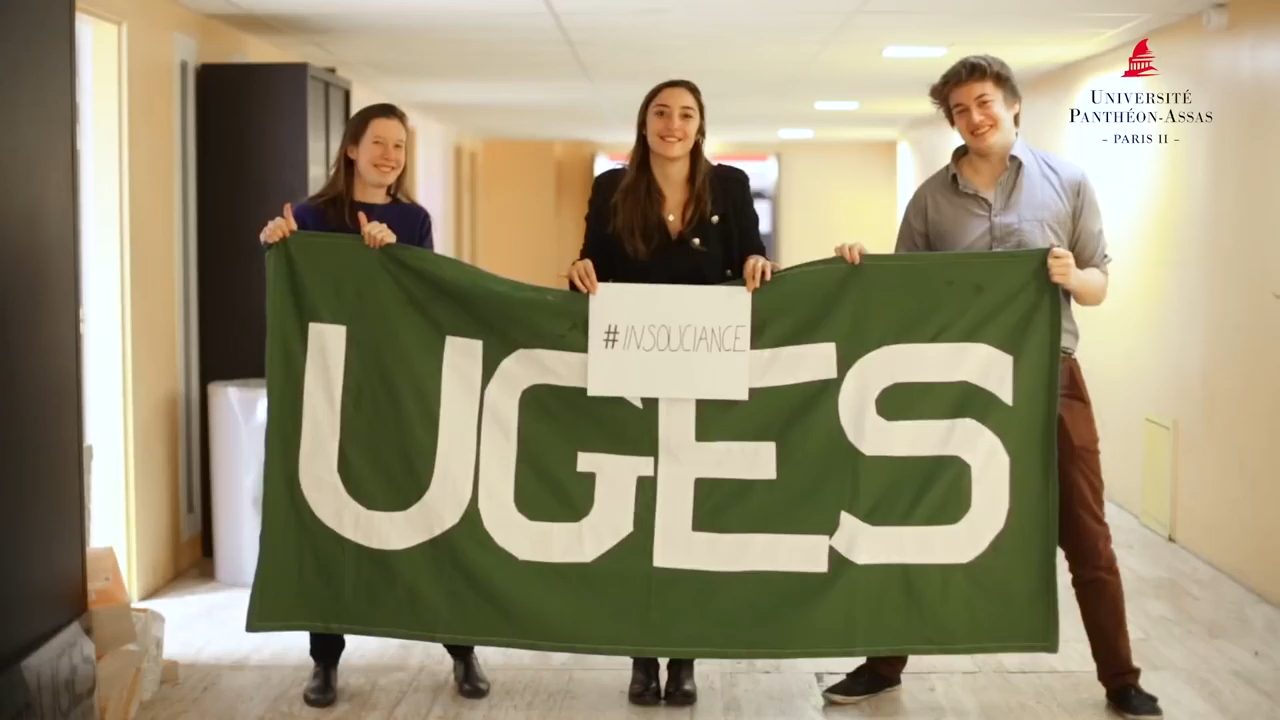 UNIVERSITÉ
PANTHÉON-ASSAS
- PARIS II -
#INSOUCIANCE
UGES